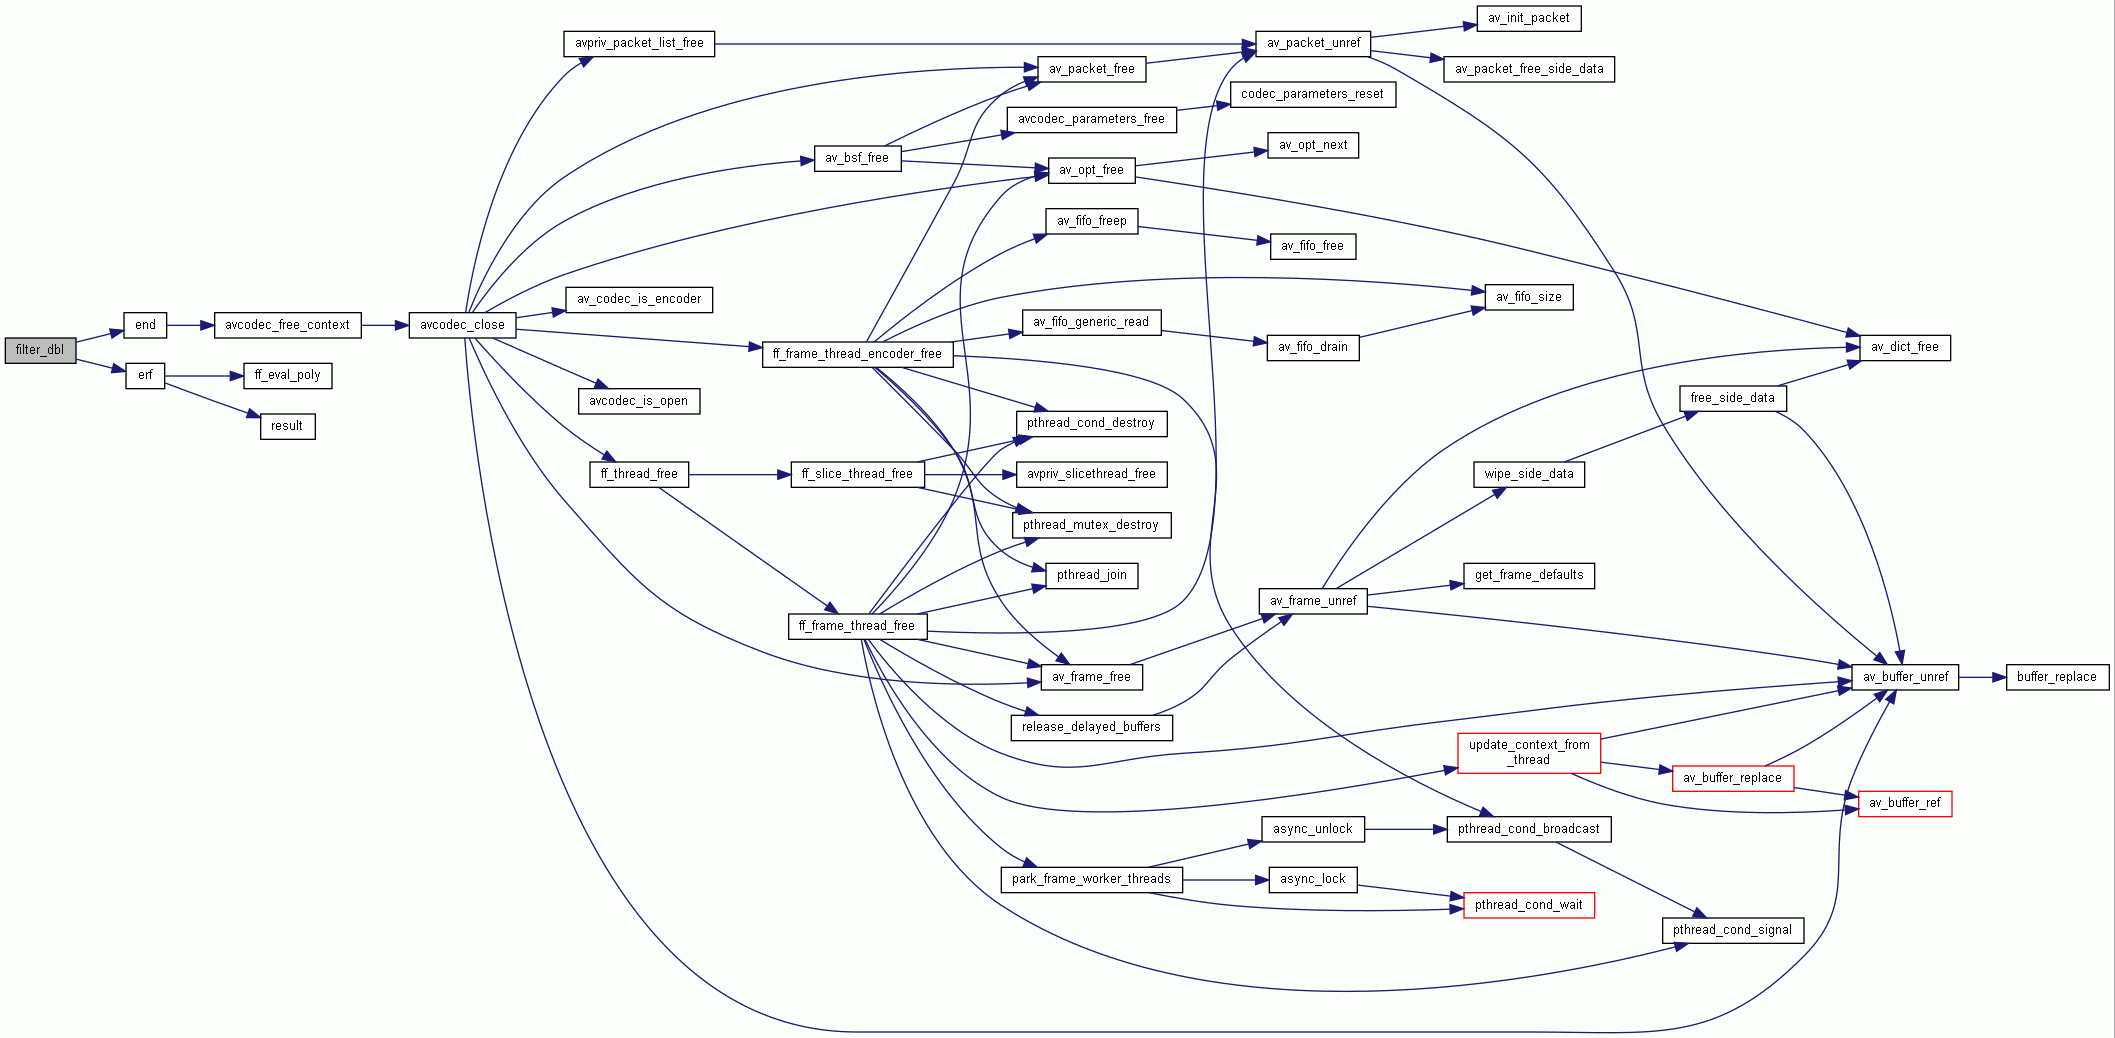 filter_dbl
end
erf
avcodec_free_context
ff_eval_poly
result
avcodec_close
avpriv_packet_list_free
av_codec_is_encoder
avcodec_is_open
ff_thread_free
av_bsf_free
ff_frame_thread_encoder_free
ff_slice_thread_free
ff_frame_thread_free
av_packet_free
avcodec_parameters_free
av_opt_free
av_fifo_freep
av_fifo_generic_read
pthread_cond_destroy
avpriv_slicethread_free
pthread_mutex_destroy
pthread_join
av_frame_free
release_delayed_buffers
park_frame_worker_threads
av_packet_unref
codec_parameters_reset
av_opt_next
av_fifo_free
av_fifo_drain
av_frame_unref
async_unlock
async_lock
av_init_packet
av_packet_free_side_data
av_fifo_size
wipe_side_data
get_frame_defaults
update_context_from
_thread
pthread_cond_broadcast
pthread_cond_wait
free_side_data
av_buffer_replace
pthread_cond_signal
av_dict_free
av_buffer_unref
av_buffer_ref
buffer_replace